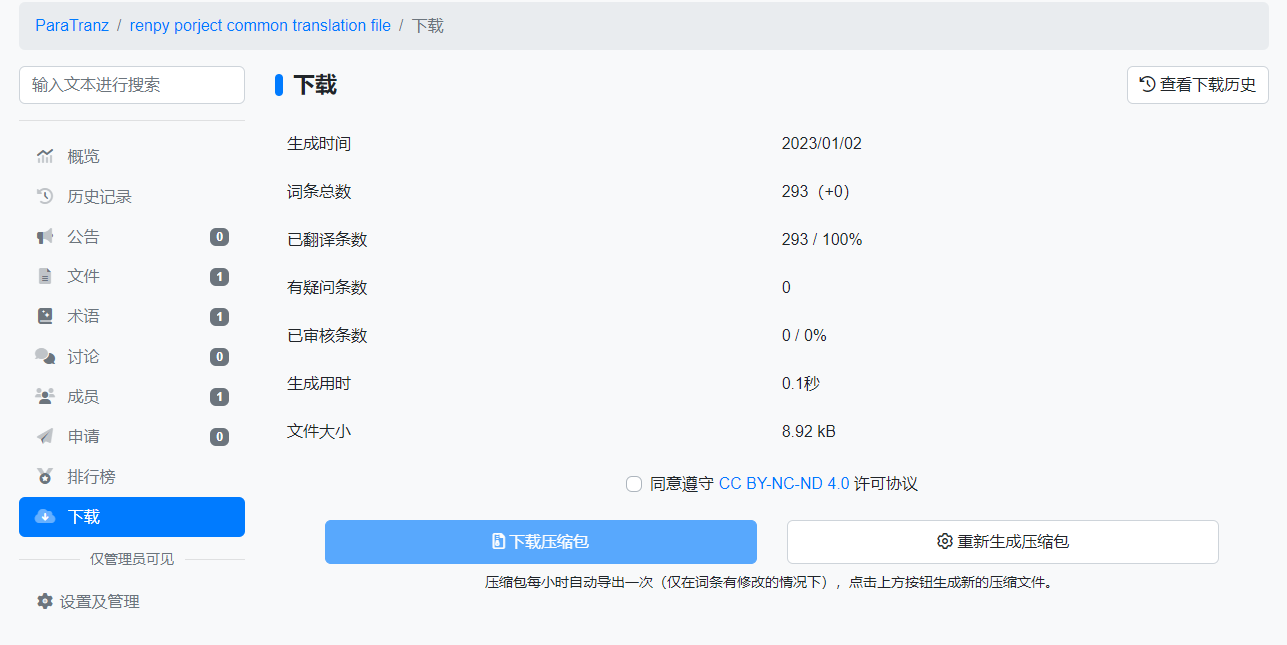 ParaTranz / renpy porject common translation file / 下载
输入文本进行搜索
概览
历史记录
公告 0
文件 1
术语 1
讨论 0
成员 1
申请 0
排行榜
下载
仅管理员可见
设置及管理
下载
查看下载历史
生成时间 2023/01/02
词条总数 293（+0）
已翻译条数 293 / 100%
有疑问条数 0
已审核条数 0 / 0%
生成用时 0.1秒
文件大小 8.92 kB
同意遵守 CC BY-NC-ND 4.0 许可协议
下载压缩包
重新生成压缩包
压缩包每小时自动导出一次（仅在词条有修改的情况下），点击上方按钮生成新的压缩文件。